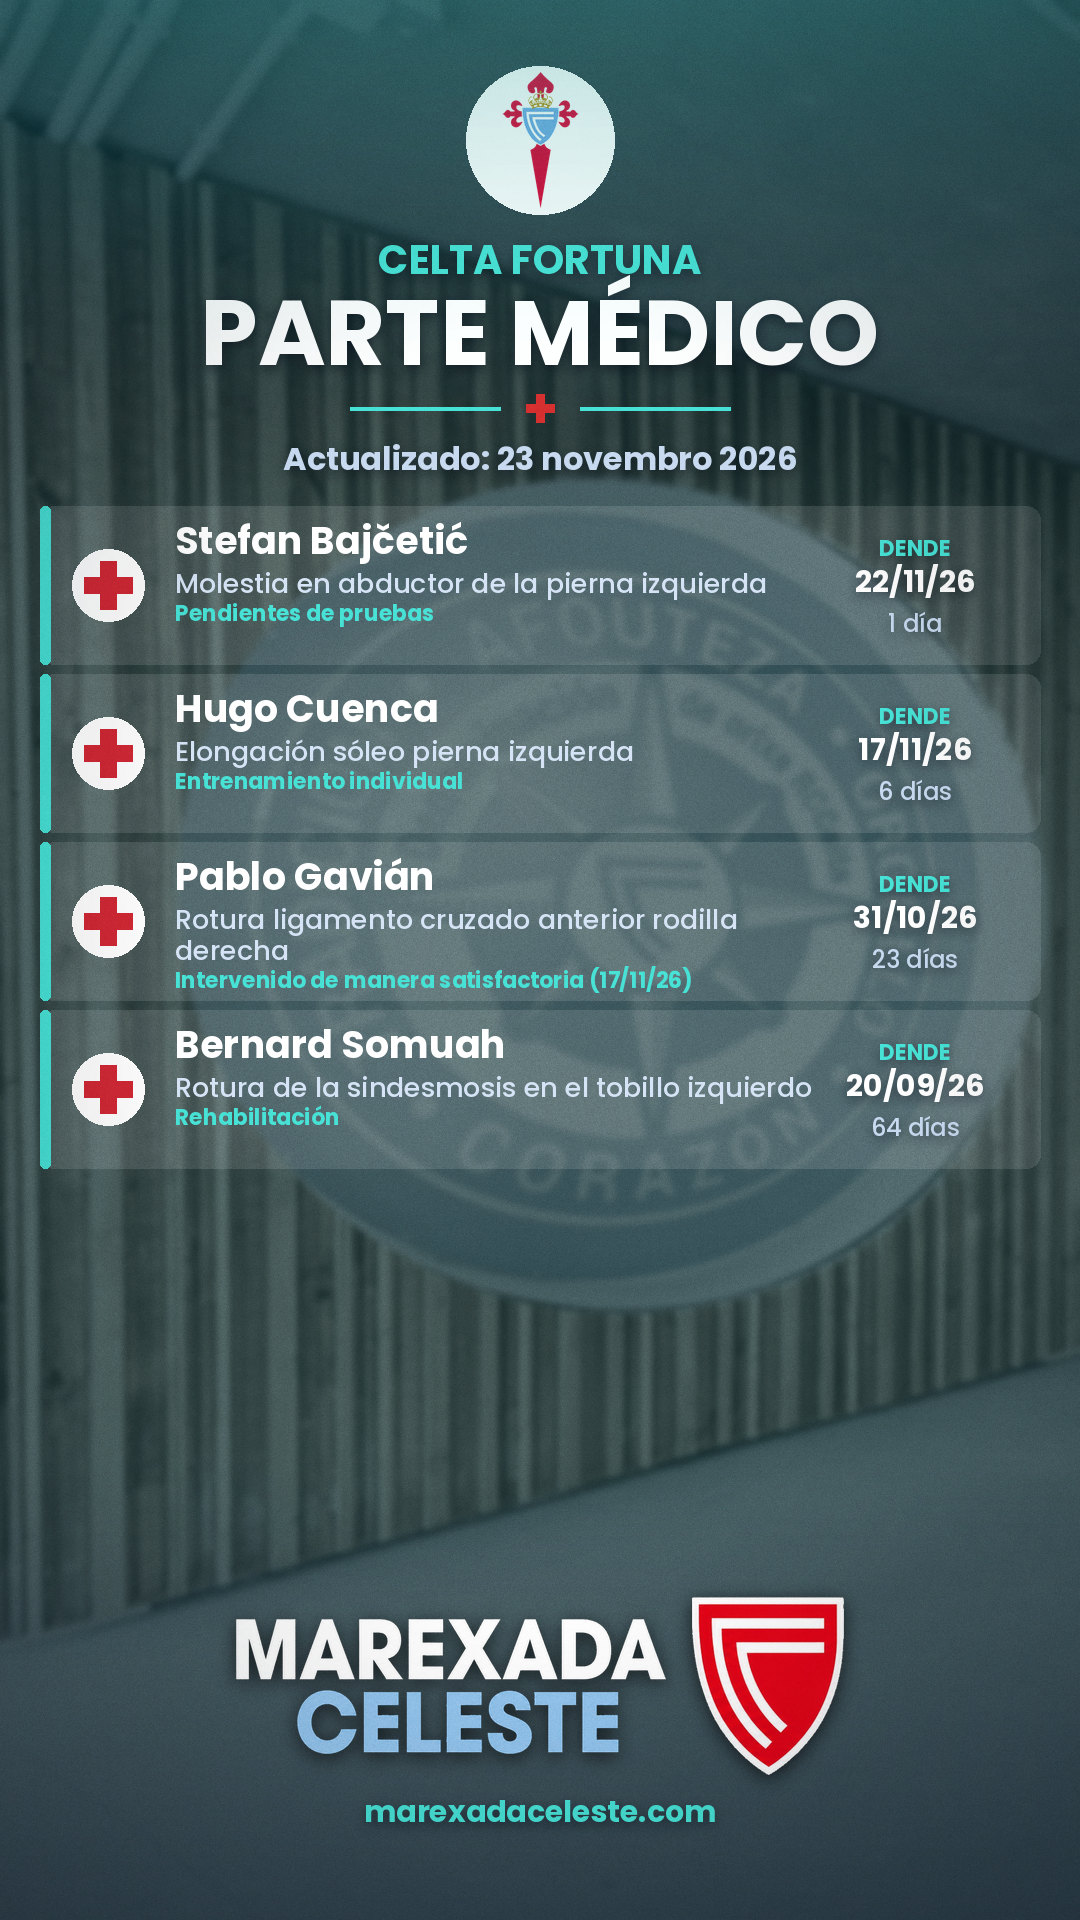 CELTA FORTUNA
PARTE MÉDICO
Actualizado: 23 novembro 2026
Stefan Bajčetić
Molestia en abductor de la pierna izquierda
Pendientes de pruebas
DENDE
22/11/26
1 día
Hugo Cuenca
Elongación sóleo pierna izquierda
Entrenamiento individual
DENDE
17/11/26
6 días
Pablo Gavián
Rotura ligamento cruzado anterior rodilla
derecha
Intervenido de manera satisfactoria (17/11/26)
DENDE
31/10/26
23 días
Bernard Somuah
Rotura de la sindesmosis en el tobillo izquierdo
Rehabilitación
DENDE
20/09/26
64 días
AFOUTEZA
CORAZÓN
MAREXADA
CELESTE
marexadaceleste.com